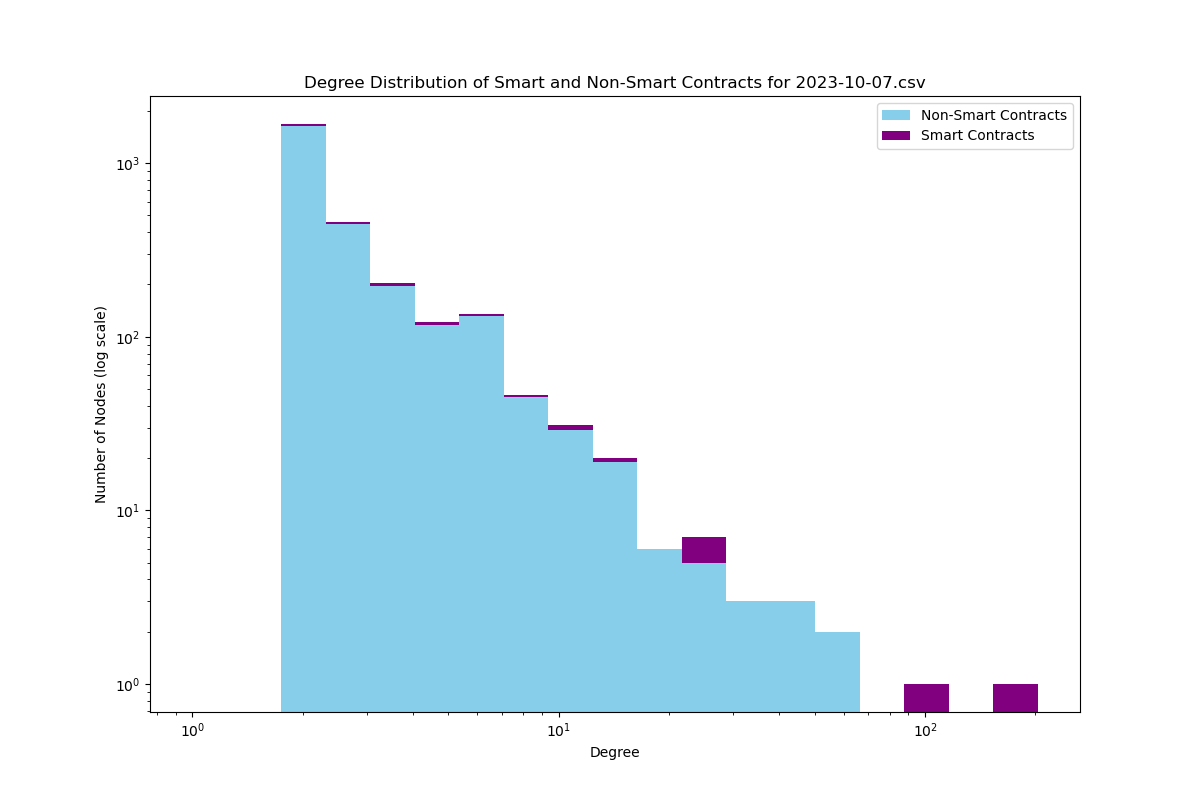 Degree Distribution of Smart and Non-Smart Contracts for 2023-10-07.csv
Non-Smart Contracts
Smart Contracts
Number of Nodes (log scale)
10³
10²
10¹
10⁰
10⁰ 10¹ 10²
Degree